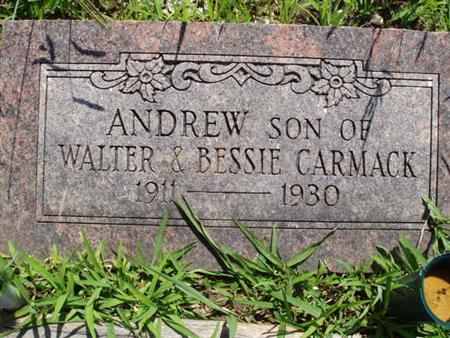 ANDREW SON OF
WALTER & BESSIE CARMACK
1911 — 1930